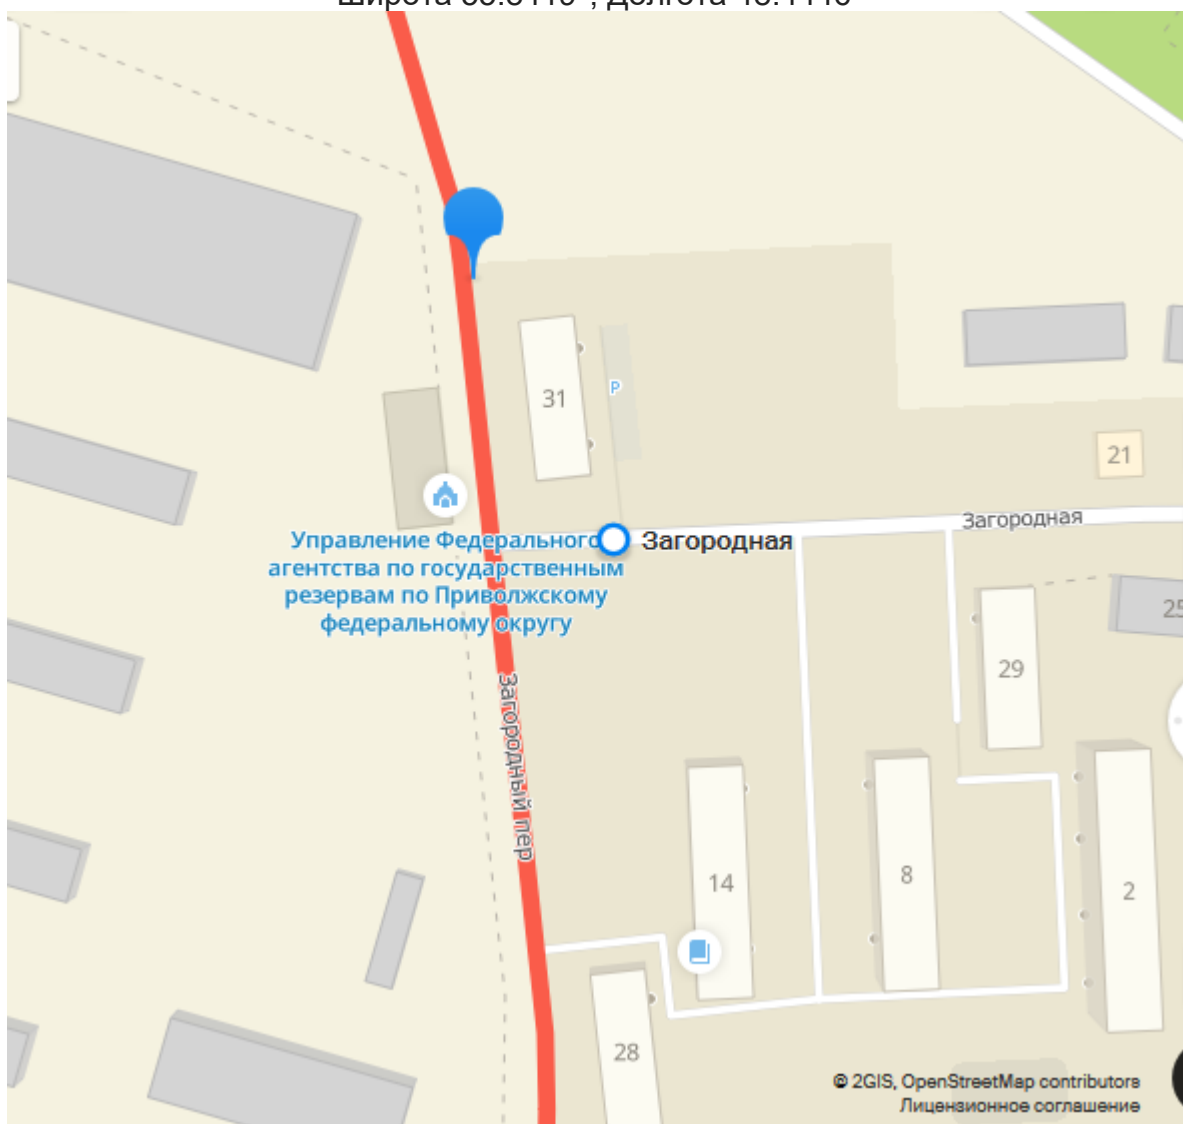 31
P
21
Загородная
Загородная
Управление Федерального
агентства по государственным
резервам по Приволжскому
федеральному округу
25
29
Загородный пер
14
8
2
28
© 2GIS, OpenStreetMap contributors
Лицензионное соглашение